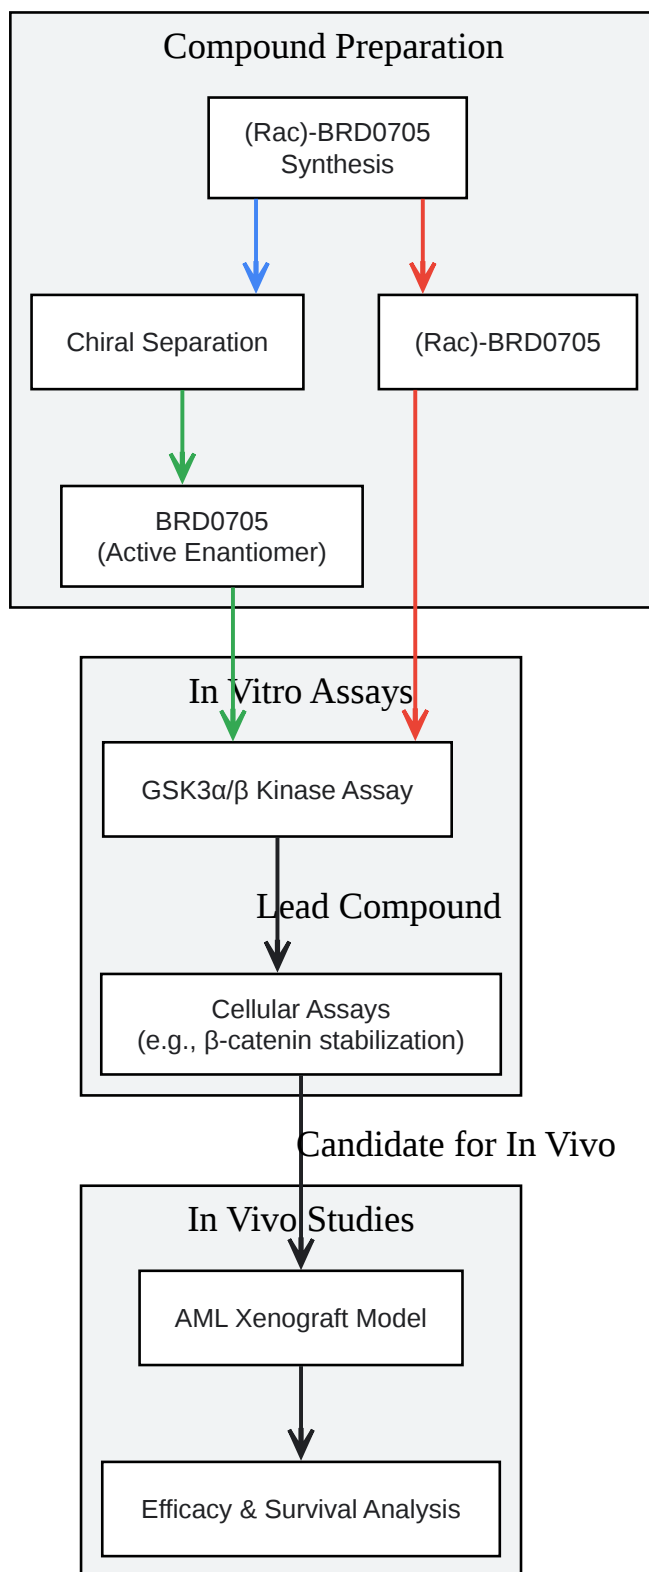 Compound Preparation
(Rac)-BRD0705
Synthesis
Chiral Separation
(Rac)-BRD0705
BRD0705
(Active Enantiomer)
In Vitro Assays
GSK3α/β Kinase Assay
Lead Compound
Cellular Assays
(e.g., β-catenin stabilization)
Candidate for In Vivo
In Vivo Studies
AML Xenograft Model
Efficacy & Survival Analysis